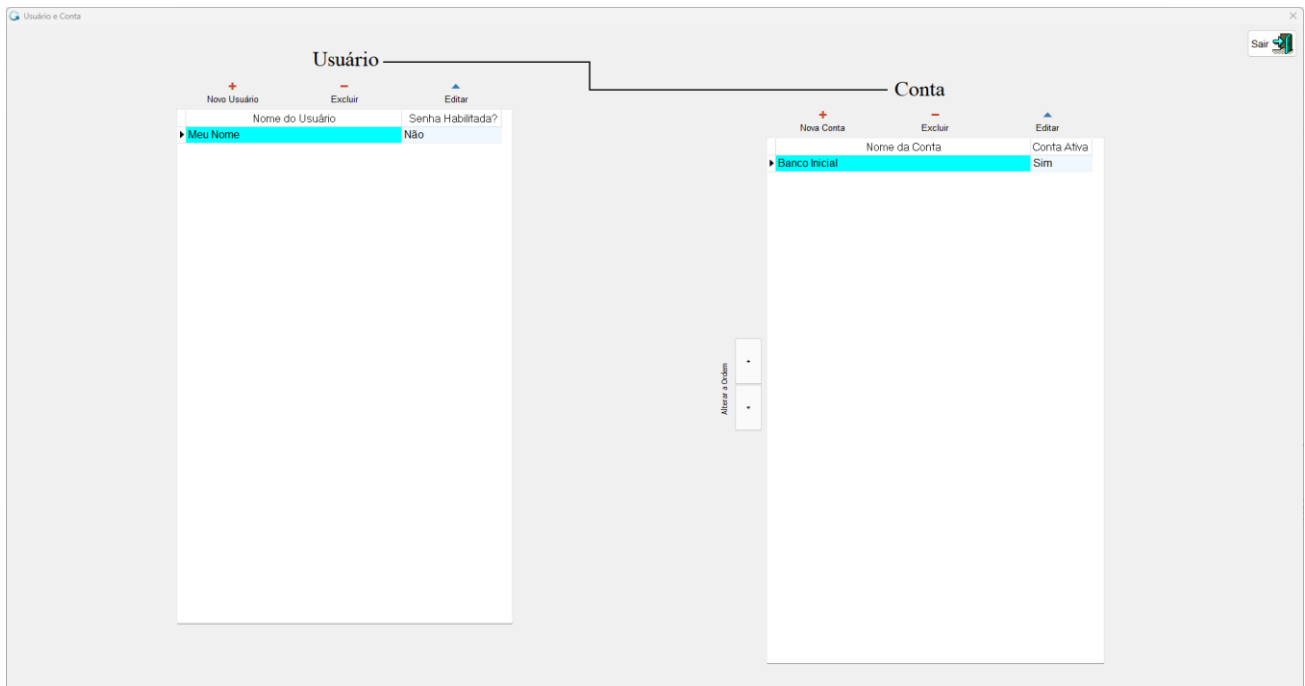 Usuário e Conta
Sair
Usuário
Conta
Novo Usuário Excluir Editar
Nome do Usuário Senha Habilitada?
Meu Nome Não
Nova Conta Excluir Editar
Nome da Conta Conta Ativa
Banco Inicial Sim
Alterar a Ordem